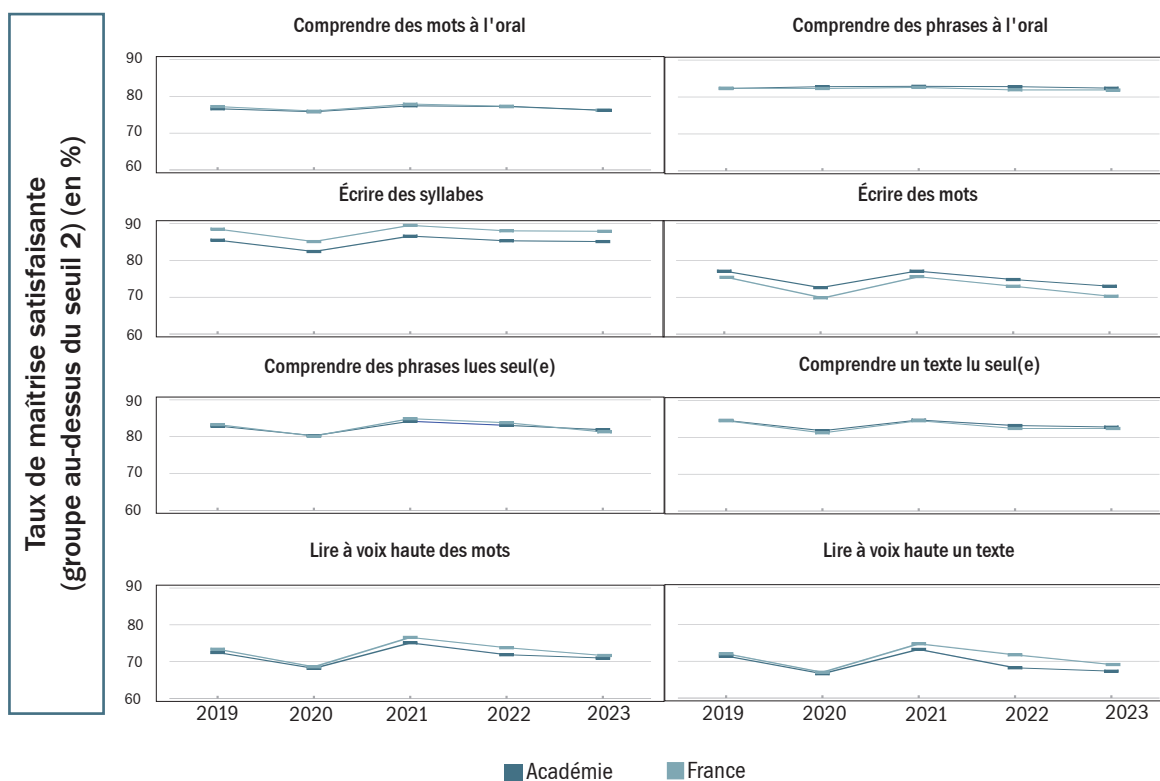 Taux de maîtrise satisfaisante
(groupe au-dessus du seuil 2) (en %)
Comprendre des mots à l'oral
Comprendre des phrases à l'oral
90
80
70
60
Écrire des syllabes
Écrire des mots
90
80
70
60
Comprendre des phrases lues seul(e)
Comprendre un texte lu seul(e)
90
80
70
60
Lire à voix haute des mots
Lire à voix haute un texte
90
80
70
60
2019 2020 2021 2022 2023
2019 2020 2021 2022 2023
Académie France